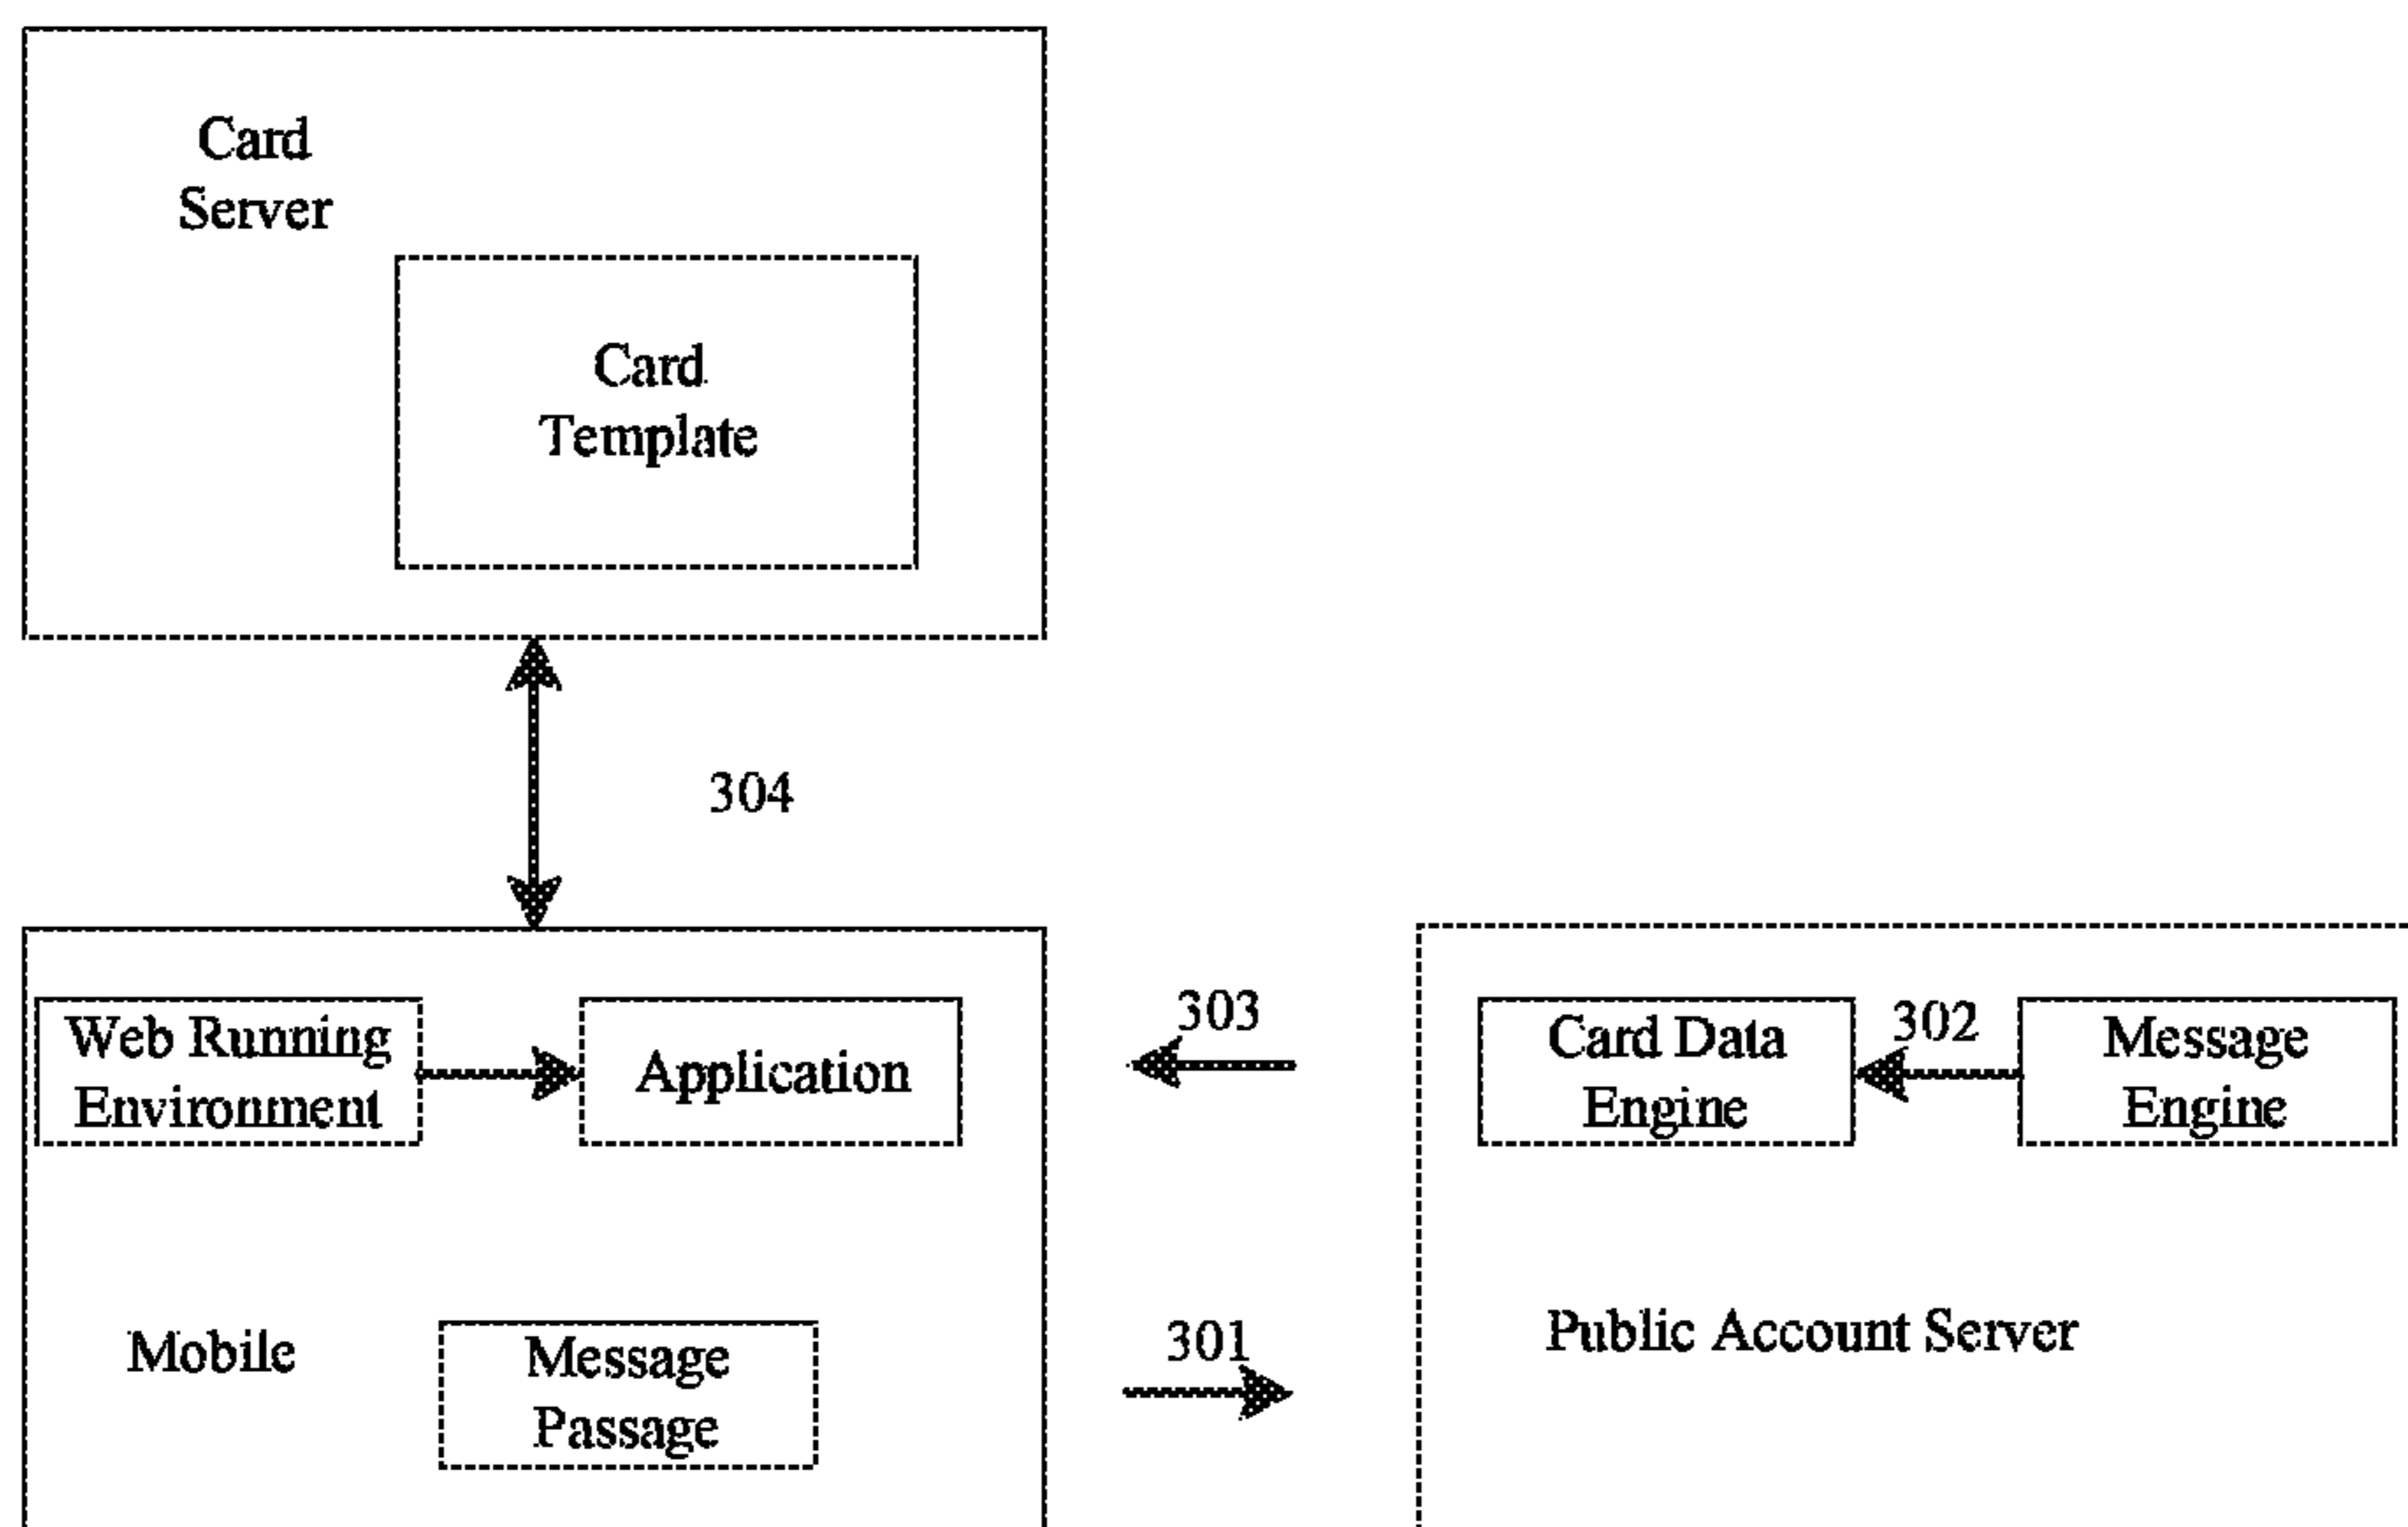 Card
Server
Card
Template
304
Web Running
Environment
Application
303
Card Data
Engine
302
Message
Engine
Mobile
Message
Passage
301
Public Account Server